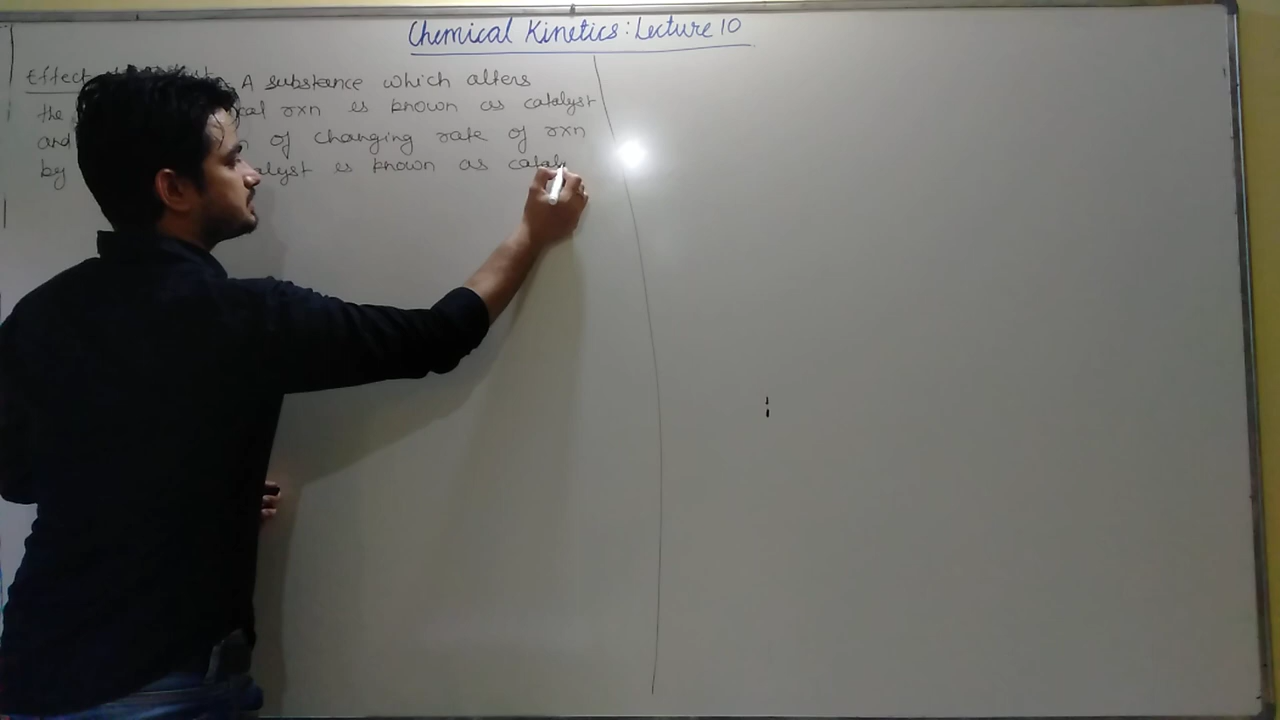 Chemical Kinetics: Lecture 10
Effect A substance which alters
the rxn is known as catalyst
and of changing rate of rxn
by is known as catalys